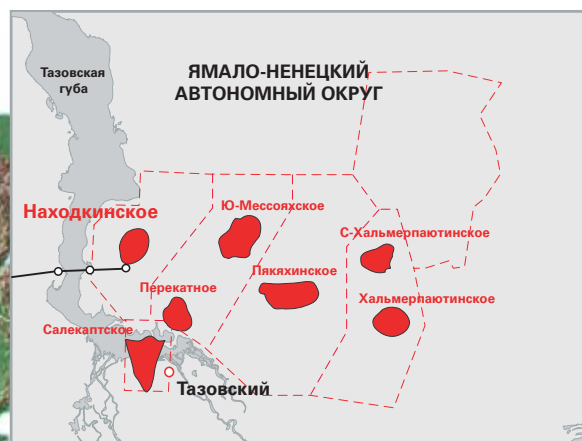 Тазовская
губа
ЯМАЛО-НЕНЕЦКИЙ
АВТОНОМНЫЙ ОКРУГ
Находкинское
Ю-Мессояхское
С-Хальмерпаютинское
Пякяхинское
Перекатное
Хальмерпаютинское
Салекаптское
Тазовский